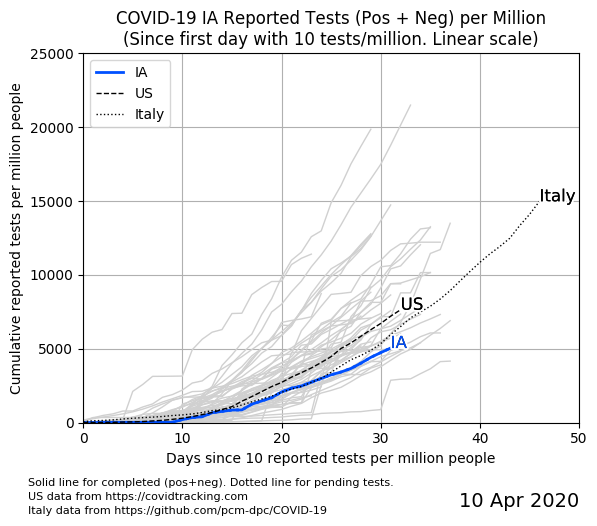 COVID-19 IA Reported Tests (Pos + Neg) per Million
(Since first day with 10 tests/million. Linear scale)
Cumulative reported tests per million people
25000
20000
15000
10000
5000
0
IA
US
Italy
Italy
US
IA
0 10 20 30 40 50
Days since 10 reported tests per million people
Solid line for completed (pos+neg). Dotted line for pending tests.
US data from https://covidtracking.com
Italy data from https://github.com/pcm-dpc/COVID-19
10 Apr 2020